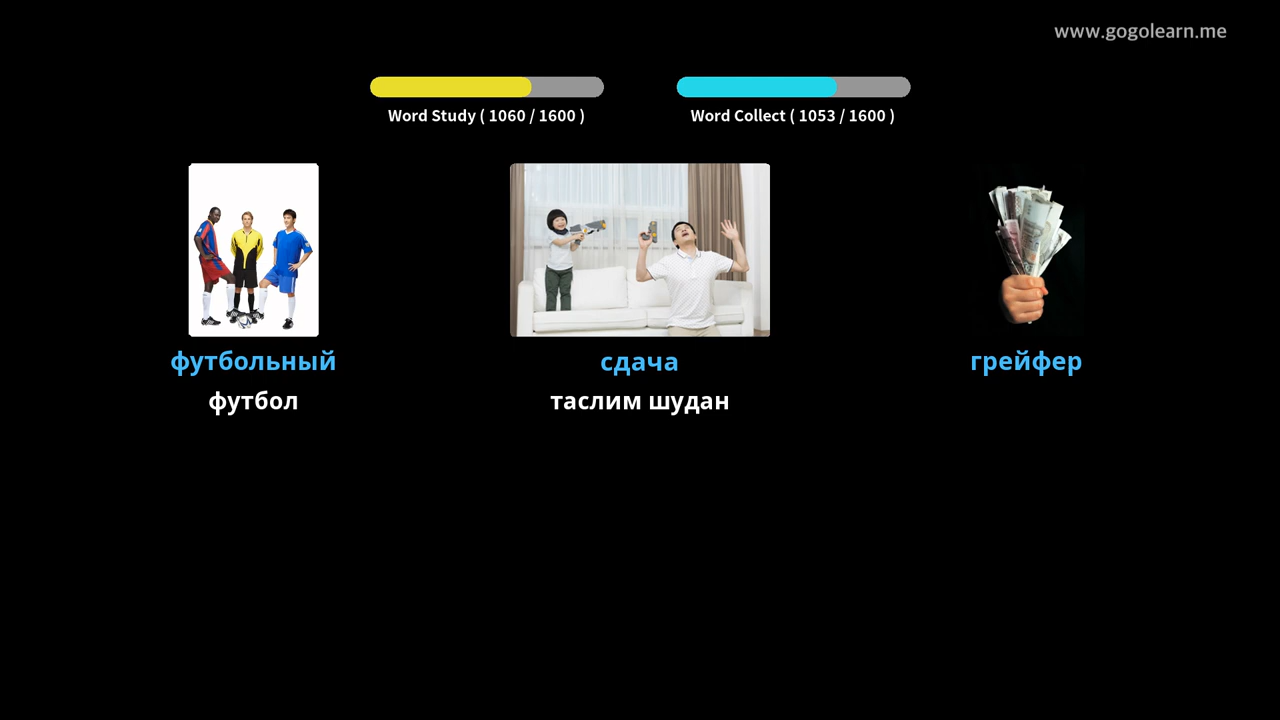 www.gogolearn.me
Word Study ( 1060 / 1600 )
Word Collect ( 1053 / 1600 )
футбольный
футбол
сдача
таслим шудан
грейфер